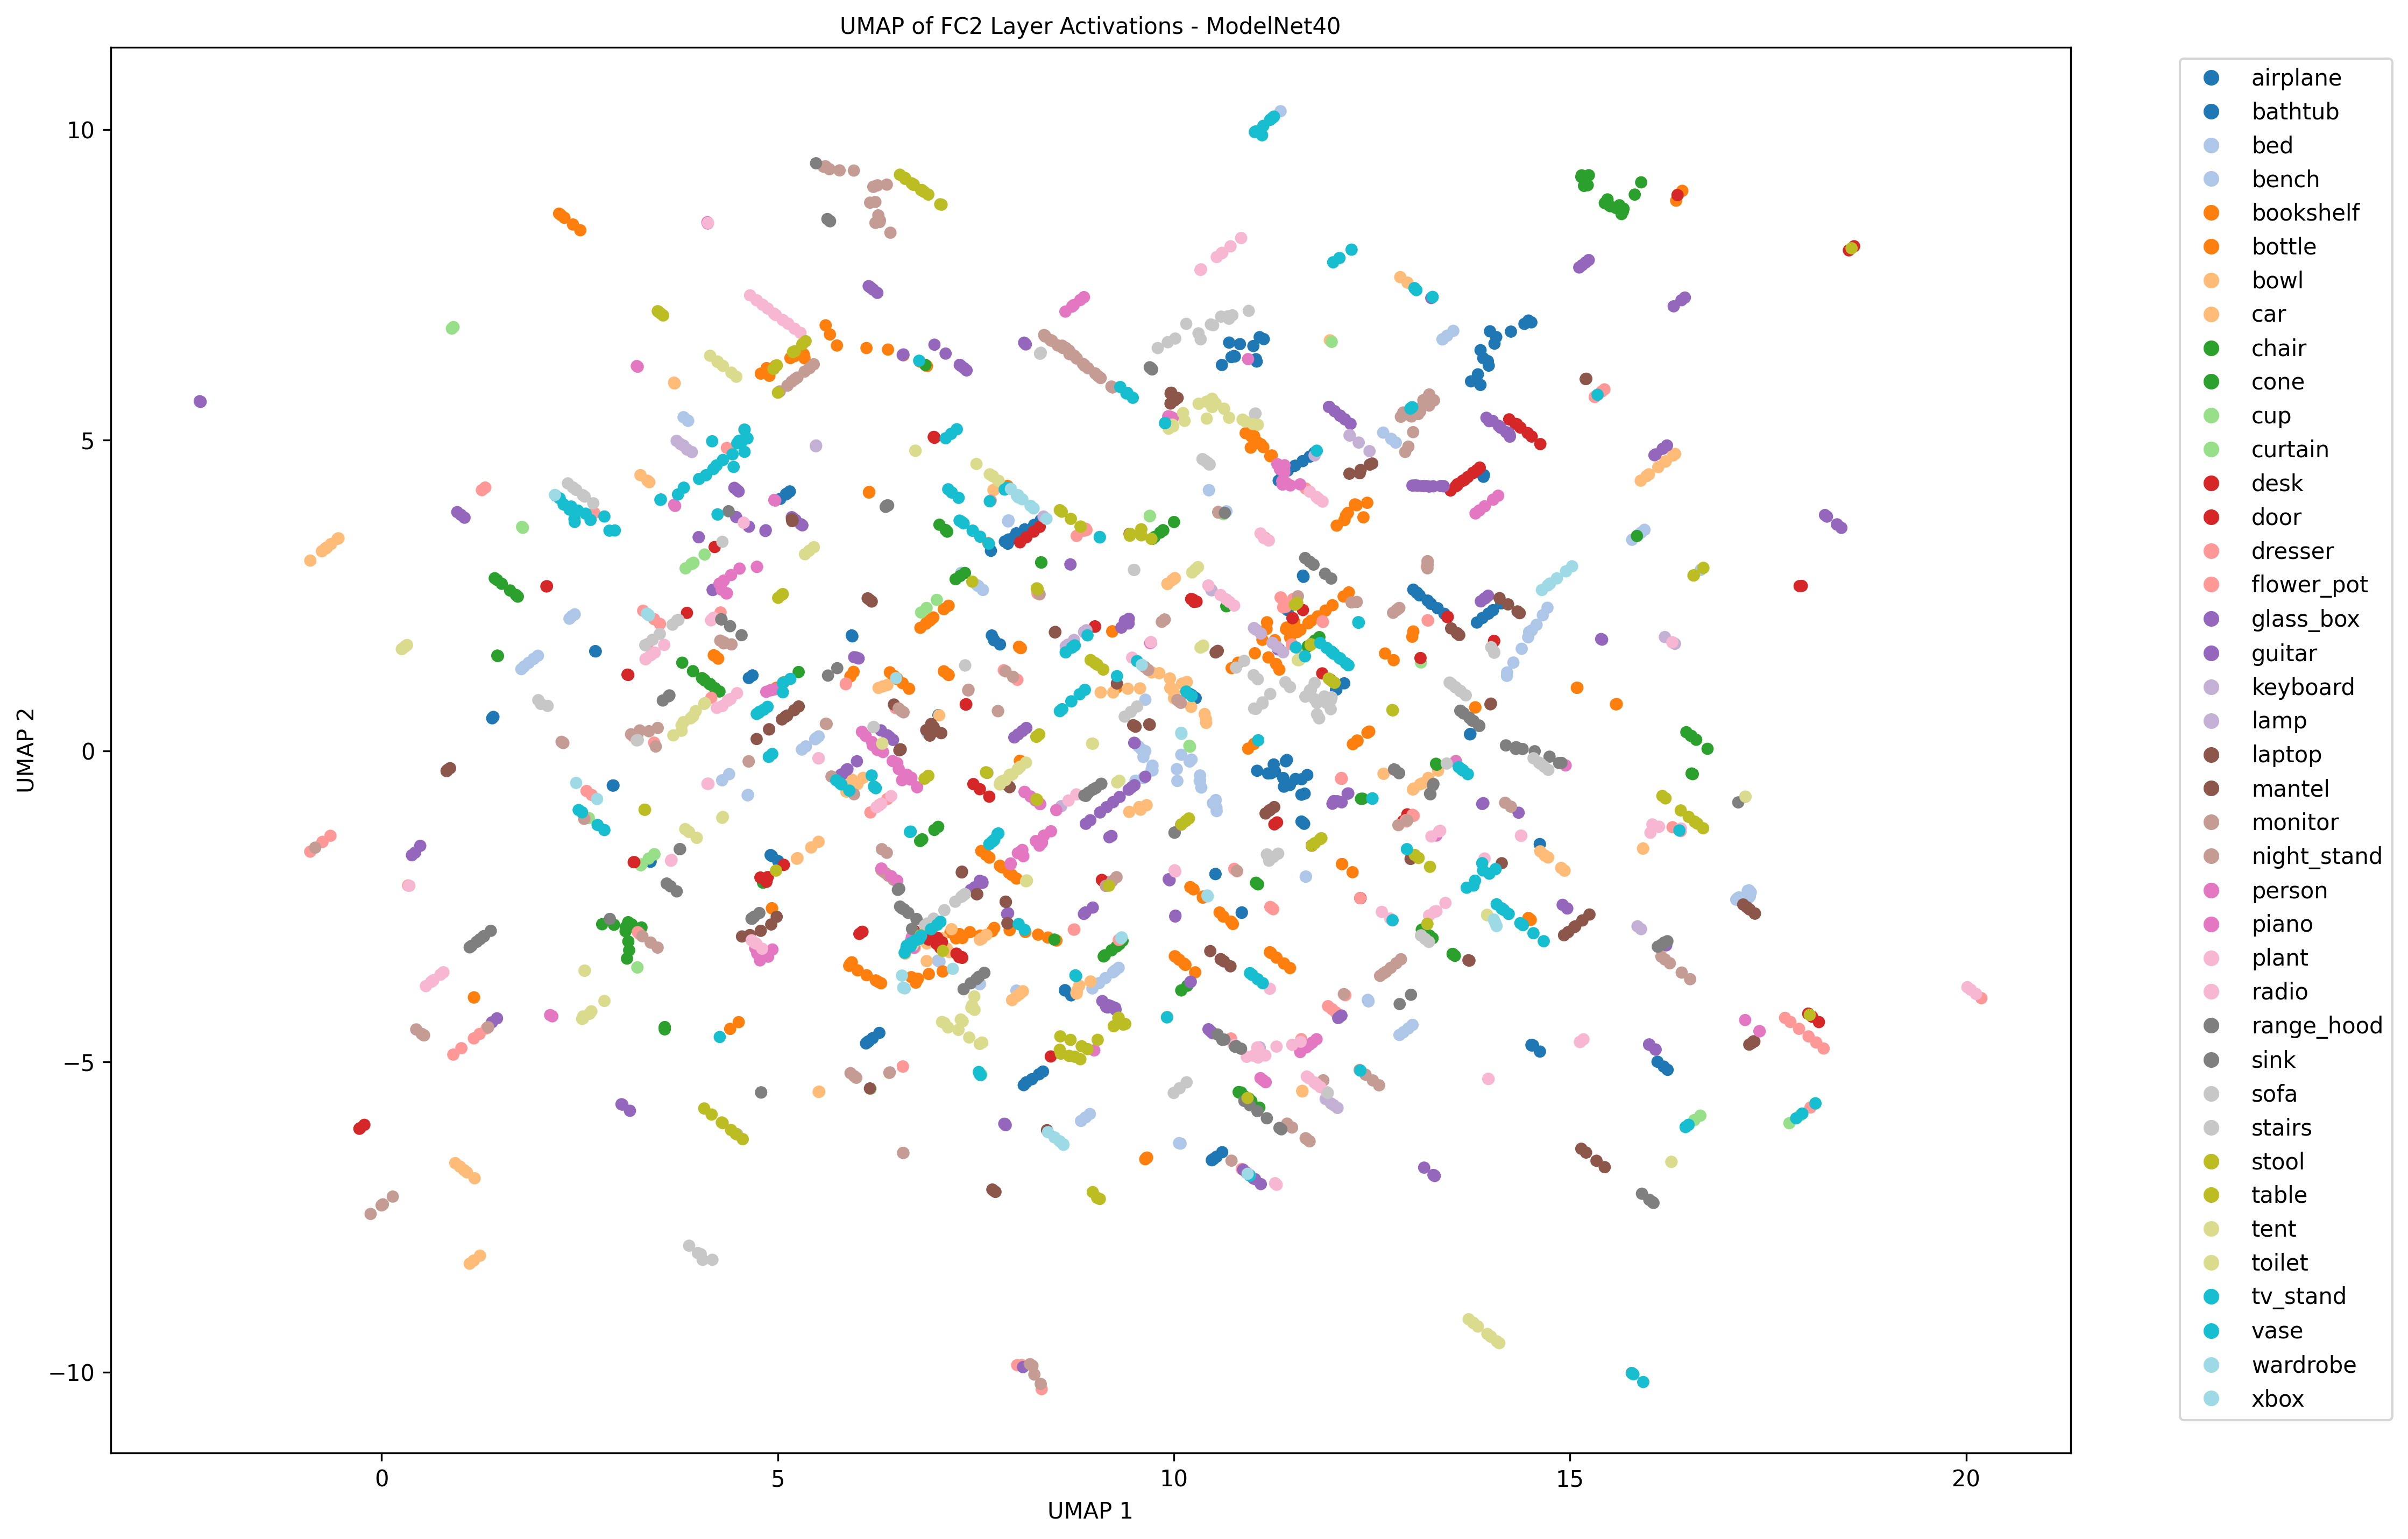 UMAP of FC2 Layer Activations - ModelNet40
10
5
0
−5
−10
UMAP 2
0
5
10
15
20
UMAP 1
airplane
bathtub
bed
bench
bookshelf
bottle
bowl
car
chair
cone
cup
curtain
desk
door
dresser
flower_pot
glass_box
guitar
keyboard
lamp
laptop
mantel
monitor
night_stand
person
piano
plant
radio
range_hood
sink
sofa
stairs
stool
table
tent
toilet
tv_stand
vase
wardrobe
xbox